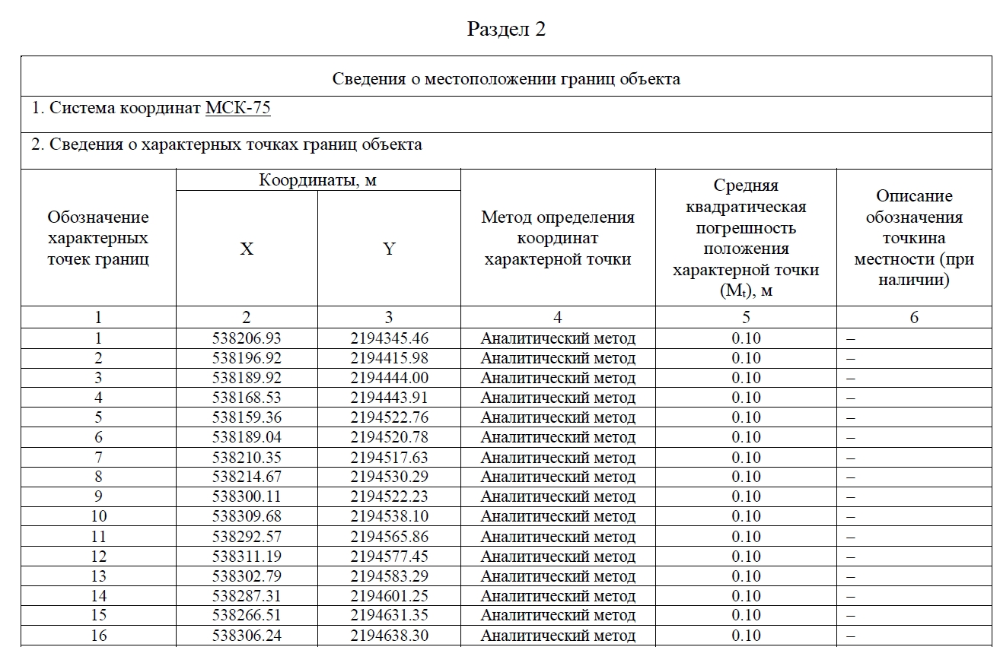 Раздел 2
Сведения о местоположении границ объекта
1. Система координат МСК-75
2. Сведения о характерных точках границ объекта
Обозначение
характерных
точек границ
Координаты, м
X
Y
Метод определения
координат
характерной точки
Средняя
квадратическая
погрешность
положения
характерной точки
(Mt), м
Описание
обозначения
точкина
местности (при
наличии)
1 2 3 4 5 6
1 538206.93 2194345.46 Аналитический метод 0.10 –
2 538196.92 2194415.98 Аналитический метод 0.10 –
3 538189.92 2194444.00 Аналитический метод 0.10 –
4 538168.53 2194443.91 Аналитический метод 0.10 –
5 538159.36 2194522.76 Аналитический метод 0.10 –
6 538189.04 2194520.78 Аналитический метод 0.10 –
7 538210.35 2194517.63 Аналитический метод 0.10 –
8 538214.67 2194530.29 Аналитический метод 0.10 –
9 538300.11 2194522.23 Аналитический метод 0.10 –
10 538309.68 2194538.10 Аналитический метод 0.10 –
11 538292.57 2194565.86 Аналитический метод 0.10 –
12 538311.19 2194577.45 Аналитический метод 0.10 –
13 538302.79 2194583.29 Аналитический метод 0.10 –
14 538287.31 2194601.25 Аналитический метод 0.10 –
15 538266.51 2194631.35 Аналитический метод 0.10 –
16 538306.24 2194638.30 Аналитический метод 0.10 –